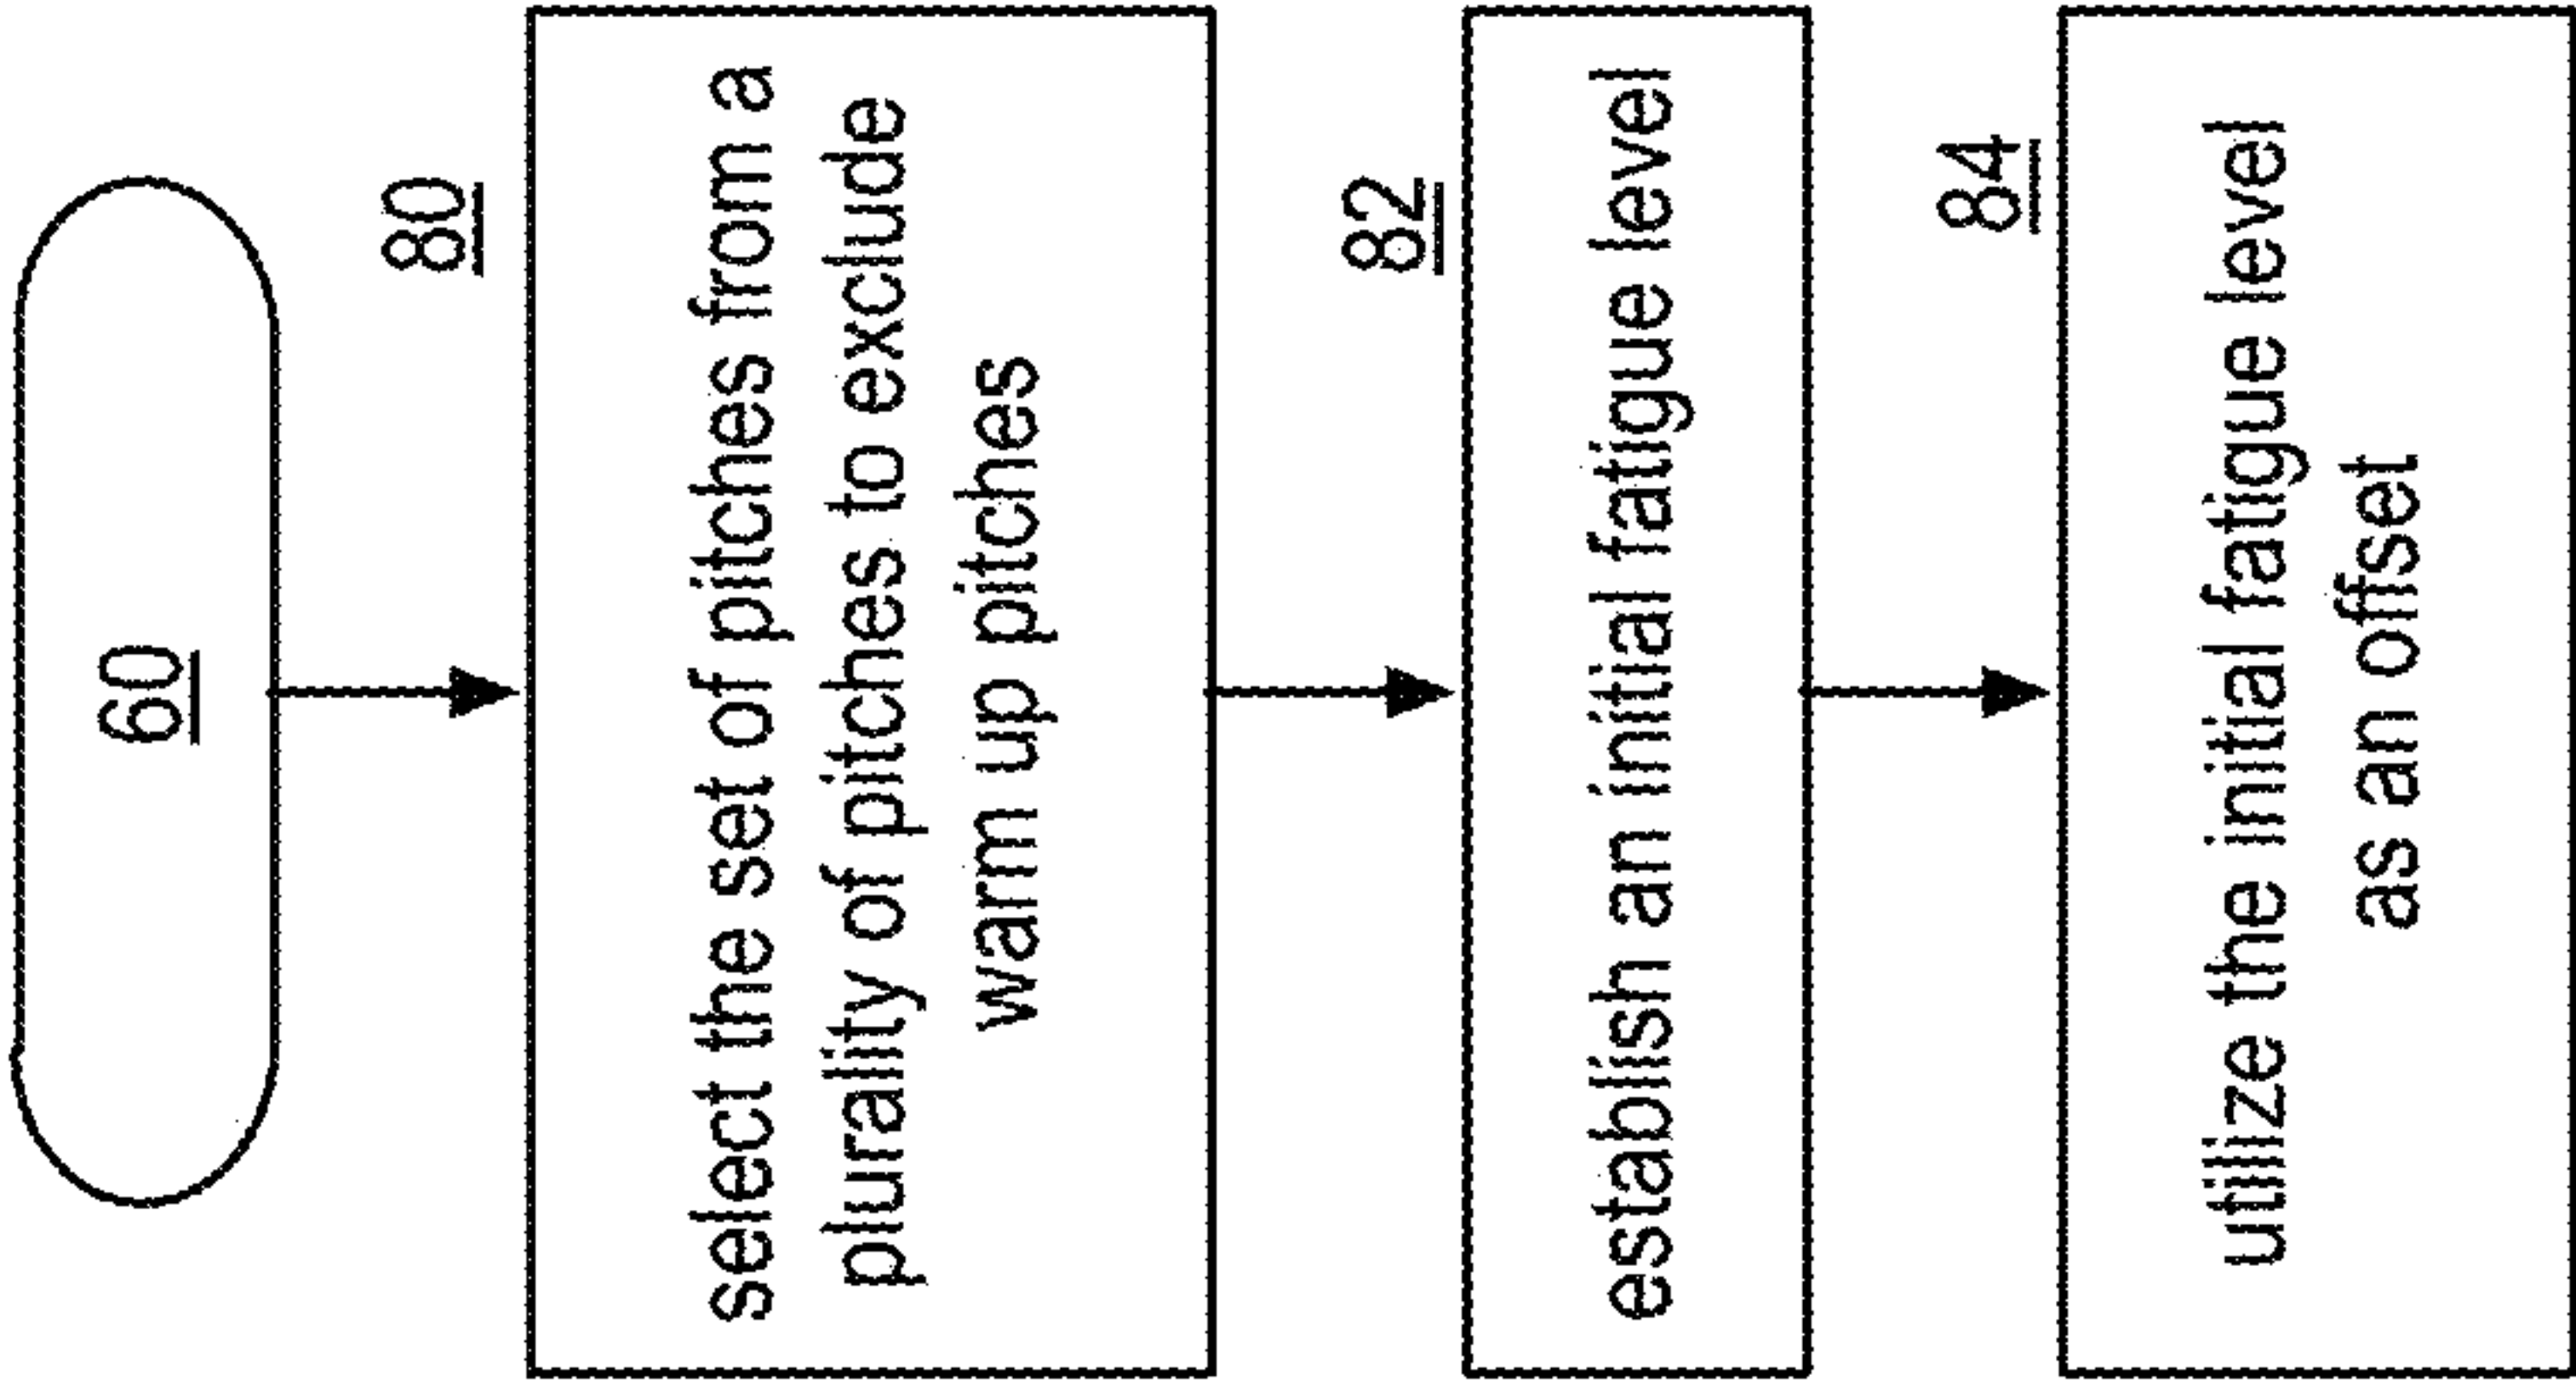 60
80
select the set of pitches from a
plurality of pitches to exclude
warm up pitches
82
establish an initial fatigue level
84
utilize the initial fatigue level
as an offset